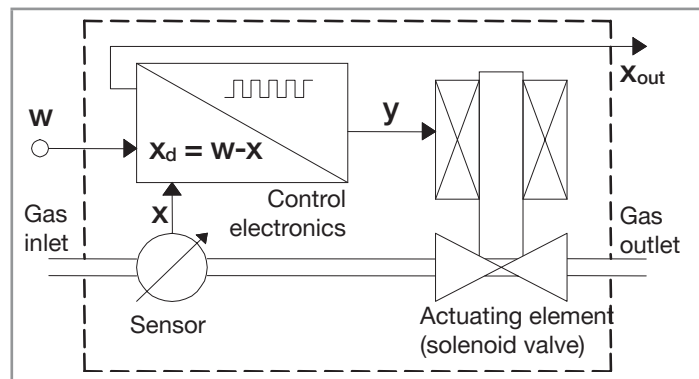 Xout
w
y
Xd = w-x
Control
electronics
x
Gas
inlet
Gas
outlet
Sensor
Actuating element
(solenoid valve)